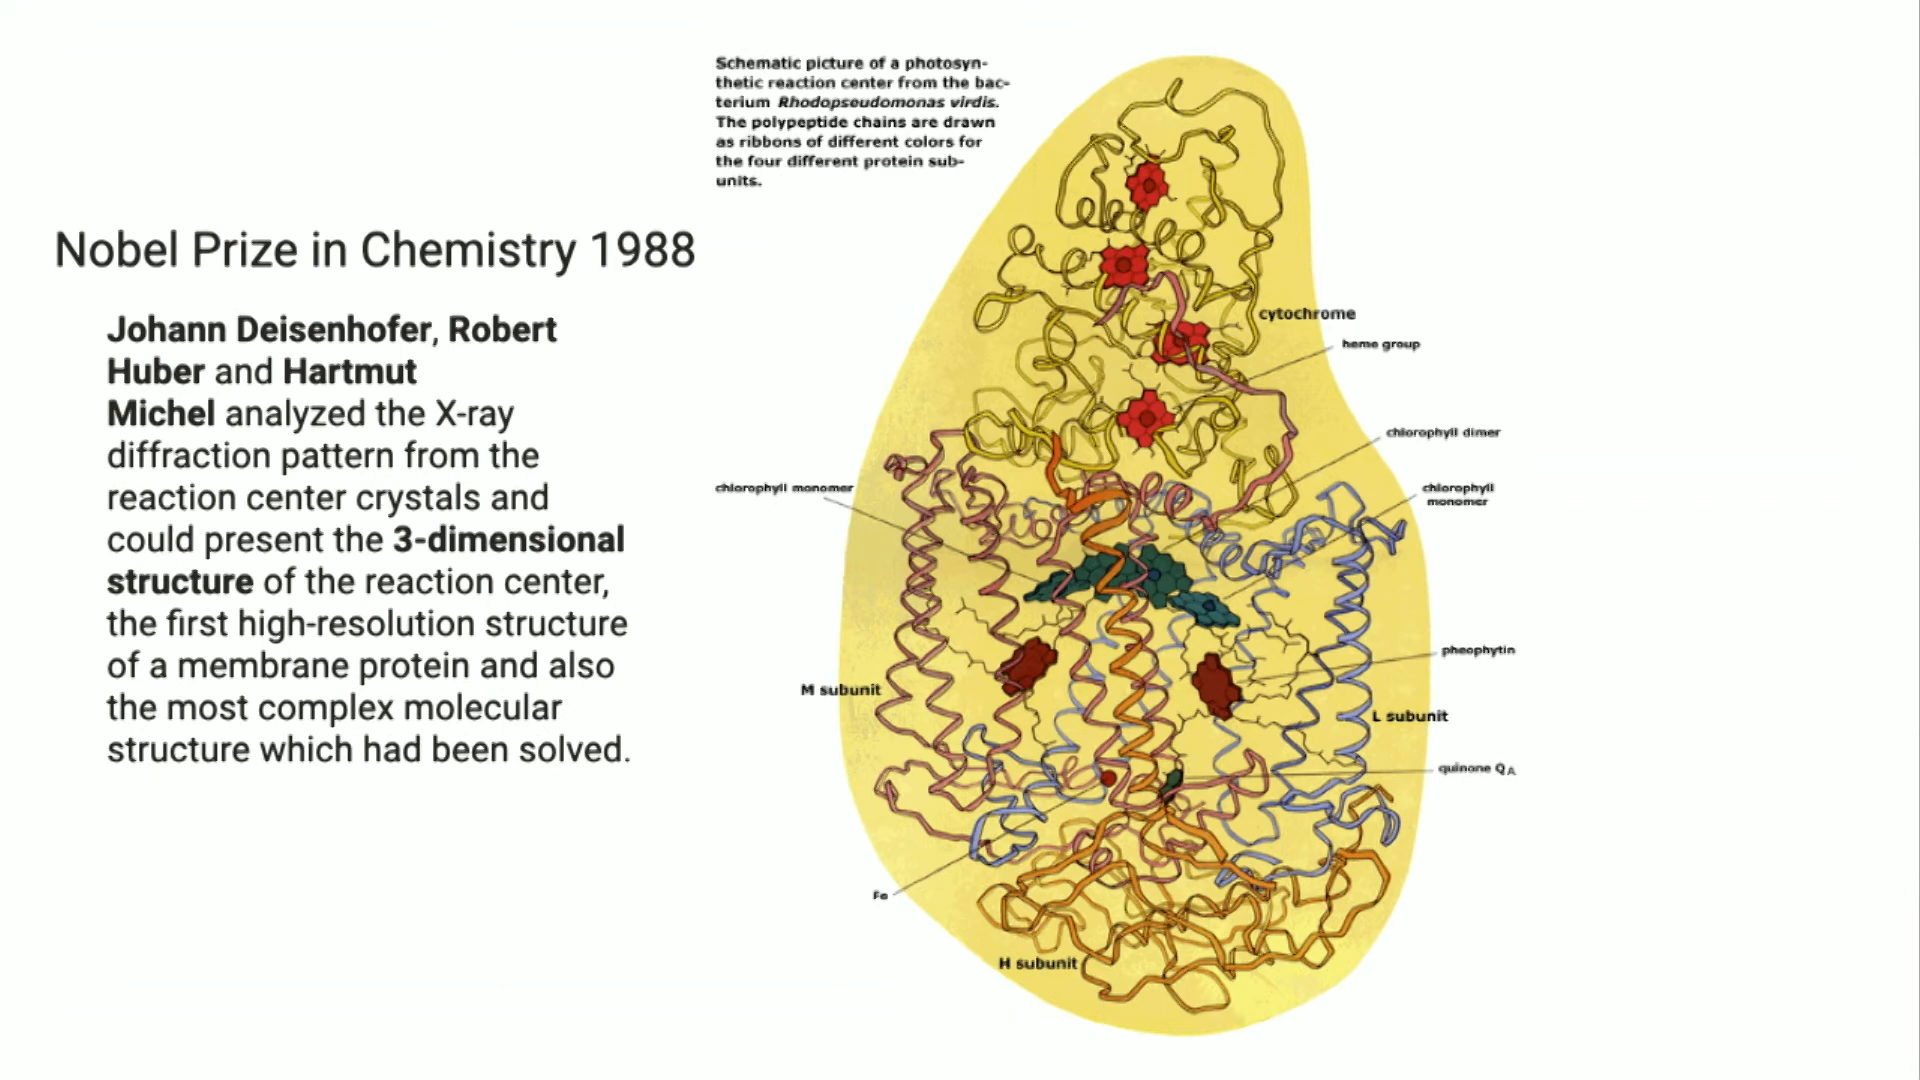 Schematic picture of a photosyn-
thetic reaction center from the bac-
terium Rhodopseudomonas virdis.
The polypeptide chains are drawn
as ribbons of different colors for
the four different protein sub-
units.
Nobel Prize in Chemistry 1988
Johann Deisenhofer, Robert
Huber and Hartmut
Michel analyzed the X-ray
diffraction pattern from the
reaction center crystals and
could present the 3-dimensional
structure of the reaction center,
the first high-resolution structure
of a membrane protein and also
the most complex molecular
structure which had been solved.
cytochrome
heme group
chlorophyll dimer
chlorophyll monomer
chlorophyll
monomer
pheophytin
M subunit
L subunit
quinone QA
Fe
H subunit